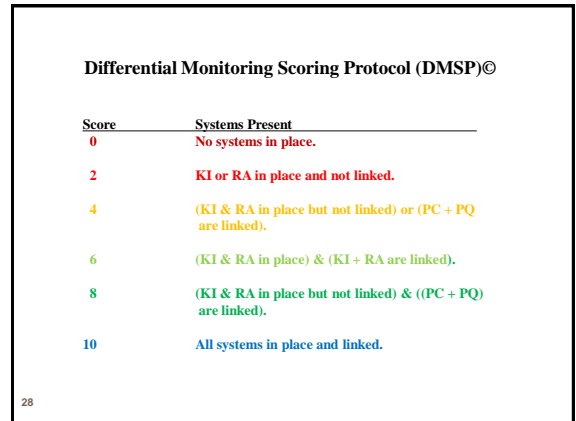 Differential Monitoring Scoring Protocol (DMSP)©
Score Systems Present
0 No systems in place.
2 KI or RA in place and not linked.
4 (KI & RA in place but not linked) or (PC + PQ
are linked).
6 (KI & RA in place) & (KI + RA are linked).
8 (KI & RA in place but not linked) & ((PC + PQ)
are linked).
10 All systems in place and linked.
28